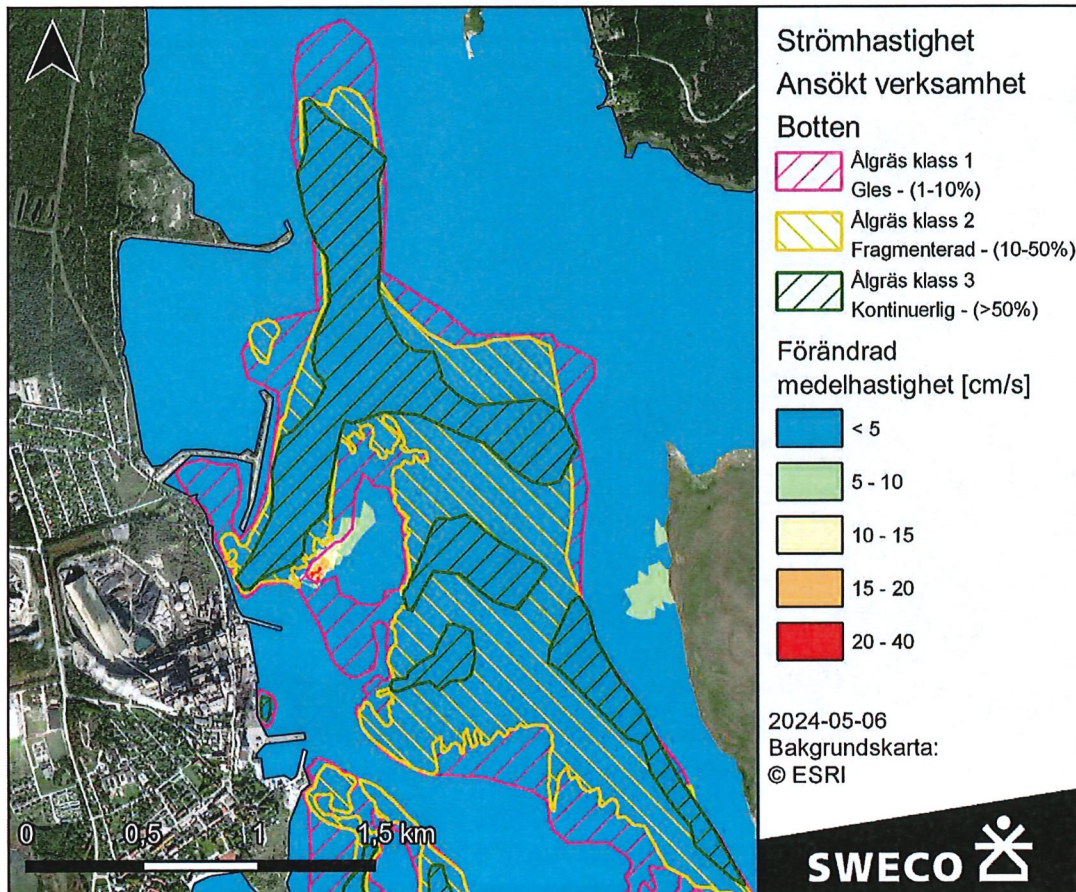 Strömhastighet
Ansökt verksamhet
Botten
Ålgräs klass 1
Gles - (1-10%)
Ålgräs klass 2
Fragmenterad - (10-50%)
Ålgräs klass 3
Kontinuerlig - (>50%)
Förändrad
medelhastighet [cm/s]
< 5
5 - 10
10 - 15
15 - 20
20 - 40
2024-05-06
Bakgrundskarta:
© ESRI
0 0,5 1 1,5 km
SWECO